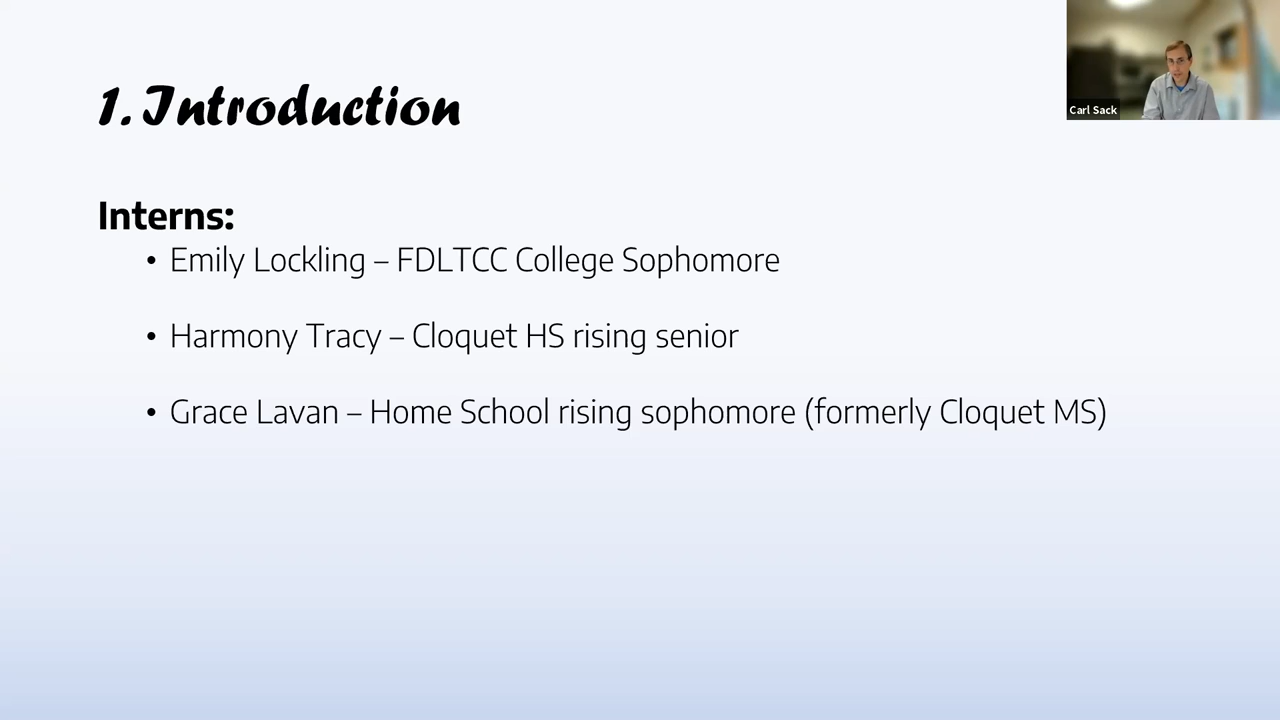 1. Introduction
Carl Sack
Interns:
• Emily Lockling – FDLTCC College Sophomore
• Harmony Tracy – Cloquet HS rising senior
• Grace Lavan – Home School rising sophomore (formerly Cloquet MS)